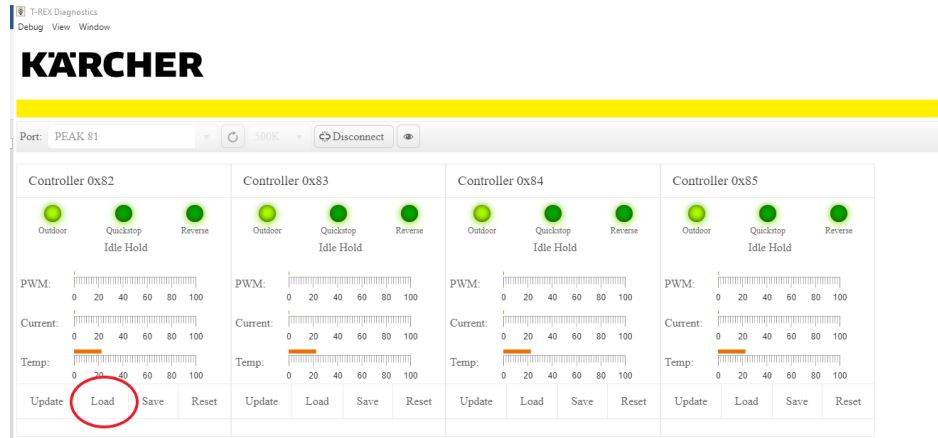 T-REX Diagnostics
Debug View Window
KÄRCHER
Port: PEAK 81 500K Disconnect
Controller 0x82 Controller 0x83 Controller 0x84 Controller 0x85
Outdoor Quickstop Reverse Outdoor Quickstop Reverse Outdoor Quickstop Reverse Outdoor Quickstop Reverse
Idle Hold Idle Hold Idle Hold Idle Hold
PWM: PWM: PWM: PWM:
0 20 40 60 80 100 0 20 40 60 80 100 0 20 40 60 80 100 0 20 40 60 80 100
Current: Current: Current: Current:
0 20 40 60 80 100 0 20 40 60 80 100 0 20 40 60 80 100 0 20 40 60 80 100
Temp: Temp: Temp: Temp:
0 20 40 60 80 100 0 20 40 60 80 100 0 20 40 60 80 100 0 20 40 60 80 100
Update Load Save Reset Update Load Save Reset Update Load Save Reset Update Load Save Reset